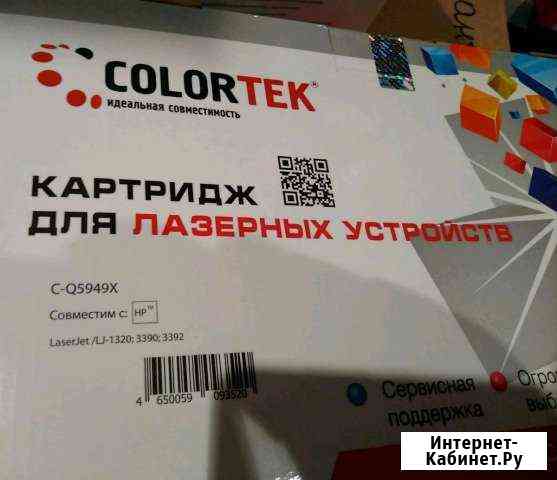 COLORTEK®
идеальная совместимость
КАРТРИДЖ
ДЛЯ ЛАЗЕРНЫХ УСТРОЙСТВ
C-Q5949X
Совместим с: HP™
LaserJet /LJ-1320; 3390; 3392
4 650059 093520
Сервисная
поддержка
Интернет-
Кабинет.Ру